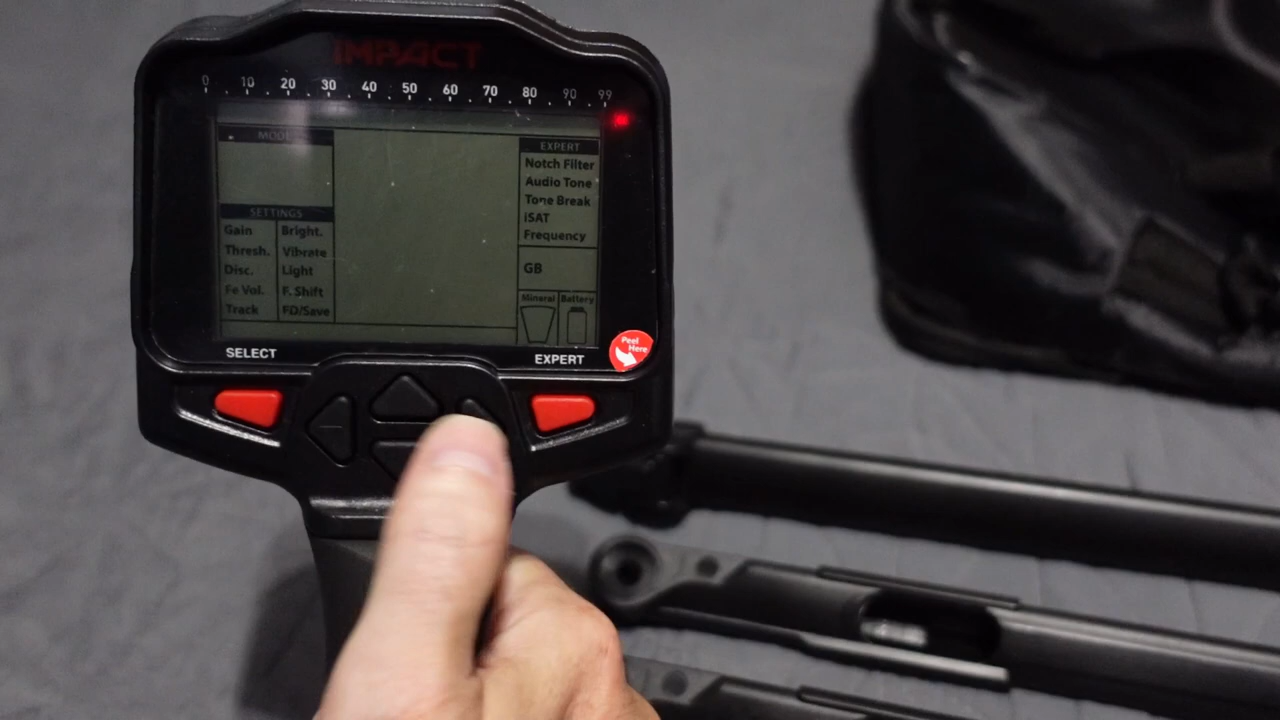 IMPACT
0 10 20 30 40 50 60 70 80 90 99
MODE
EXPERT
Notch Filter
Audio Tone
Tone Break
iSAT
Frequency
SETTINGS
Gain Bright.
Thresh. Vibrate
Disc. Light
Fe Vol. F. Shift
Track FD/Save
GB
Mineral Battery
SELECT
EXPERT
Peel
Here